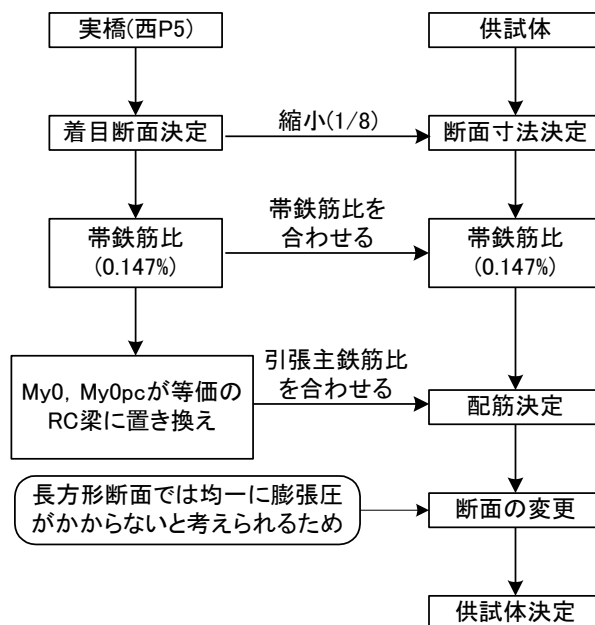 実橋(西P5)
供試体
着目断面決定
縮小(1/8)
断面寸法決定
帯鉄筋比
(0.147%)
帯鉄筋比を
合わせる
帯鉄筋比
(0.147%)
My0, My0pcが等価の
RC梁に置き換え
引張主鉄筋比
を合わせる
配筋決定
長方形断面では均一に膨張圧
がかからないと考えられるため
断面の変更
供試体決定